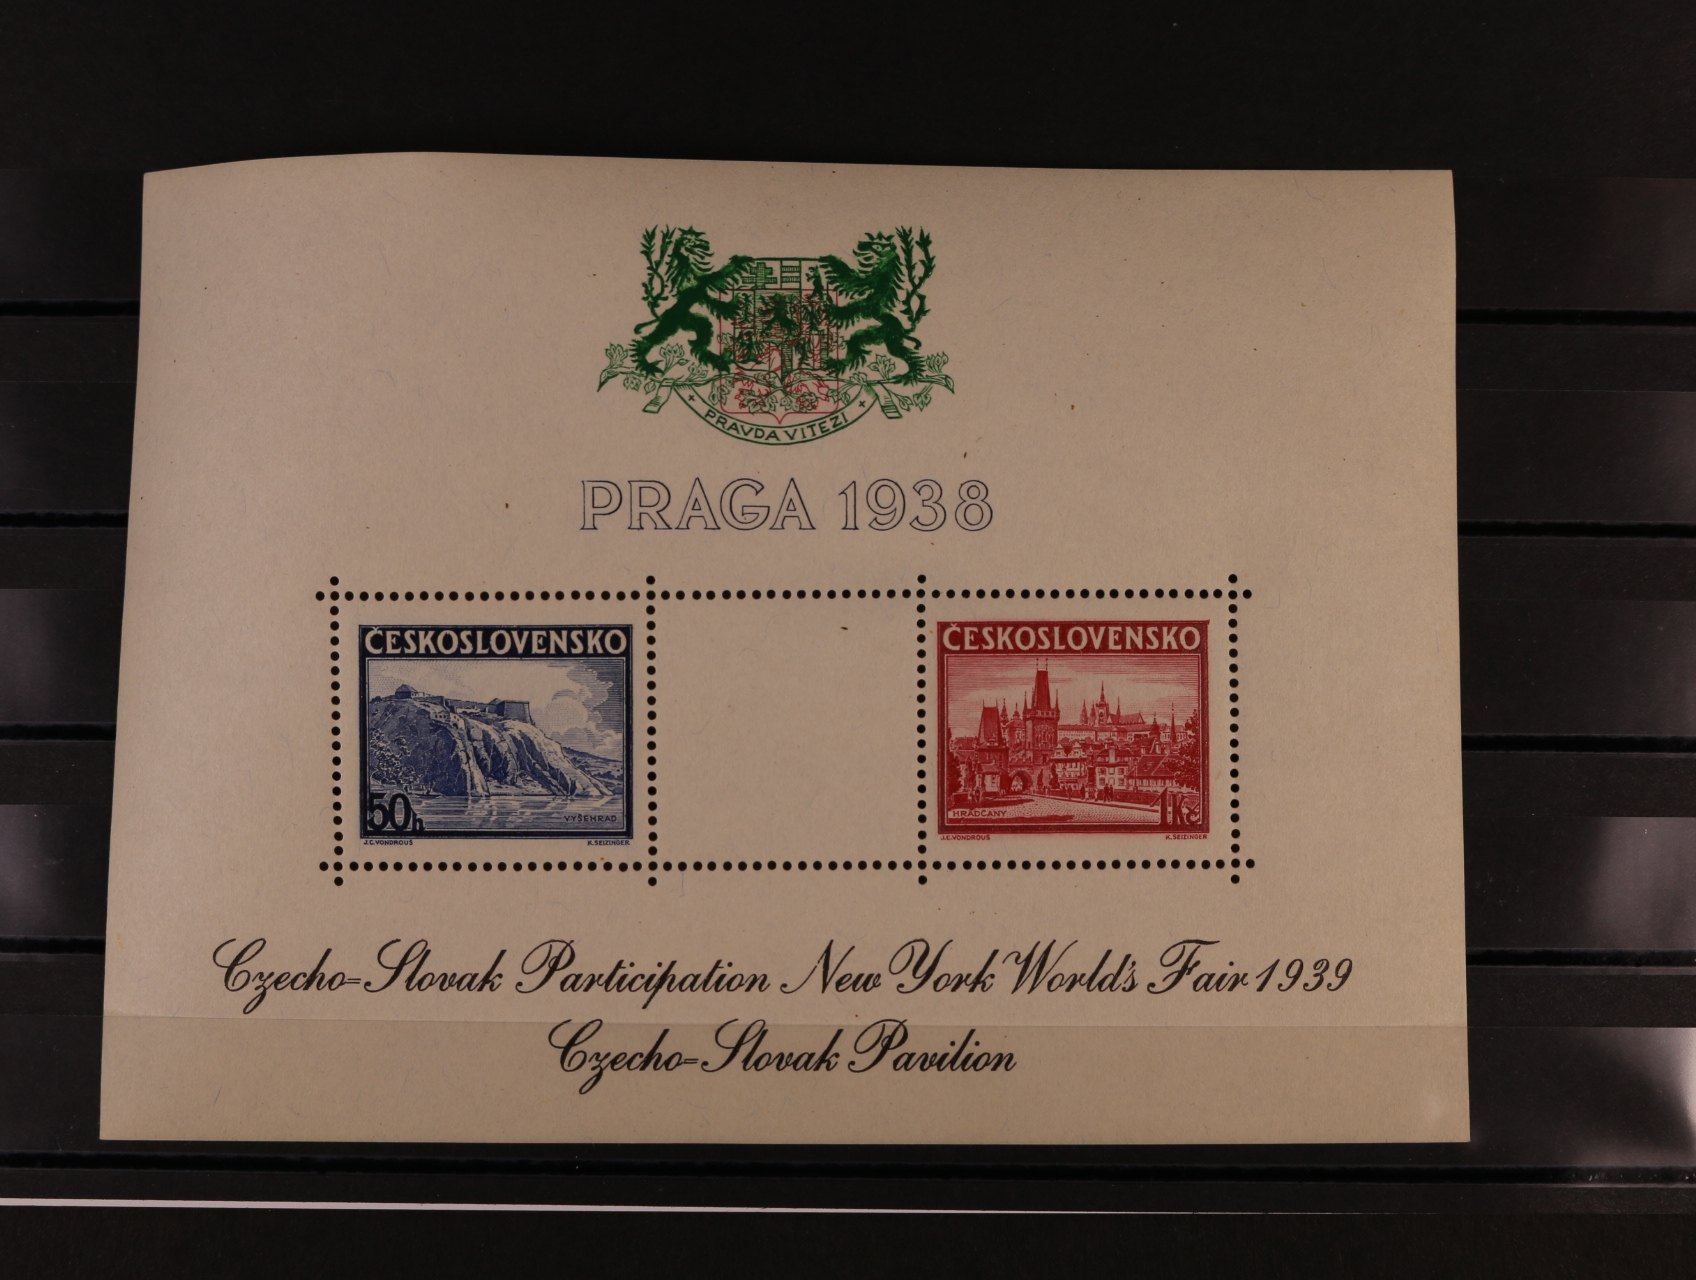 PRAVDA VITEZI
PRAGA 1938
ČESKOSLOVENSKO
50h
VYŠEHRAD
J.C.VONDROUŠ K.SEIZINGER
ČESKOSLOVENSKO
HRADČANY
1Kč
J.C.VONDROUŠ K.SEIZINGER
Czecho=Slovak Participation New York World's Fair 1939
Czecho=Slovak Pavilion